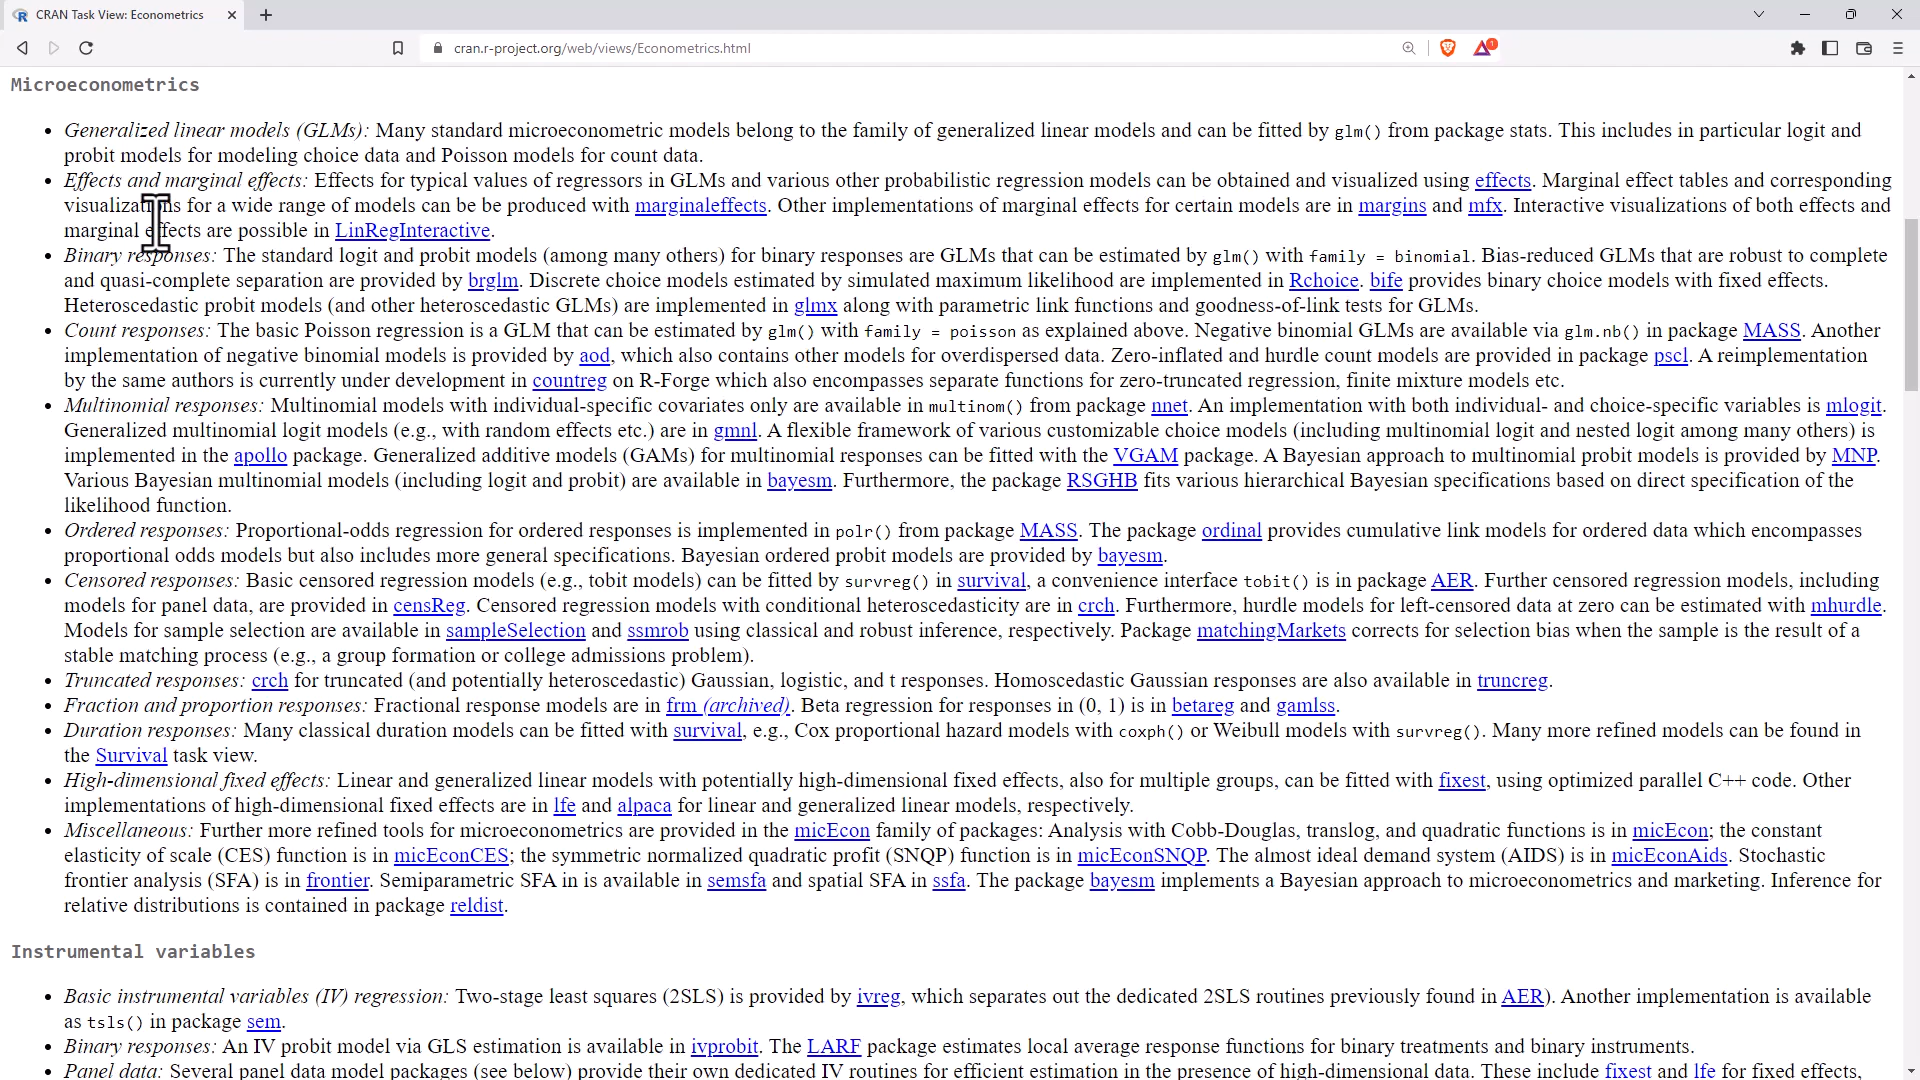 CRAN Task View: Econometrics
cran.r-project.org/web/views/Econometrics.html
1
Microeconometrics
• Generalized linear models (GLMs): Many standard microeconometric models belong to the family of generalized linear models and can be fitted by glm() from package stats. This includes in particular logit and
probit models for modeling choice data and Poisson models for count data.
• Effects and marginal effects: Effects for typical values of regressors in GLMs and various other probabilistic regression models can be obtained and visualized using effects. Marginal effect tables and corresponding
visualizations for a wide range of models can be be produced with marginaleffects. Other implementations of marginal effects for certain models are in margins and mfx. Interactive visualizations of both effects and
marginal effects are possible in LinRegInteractive.
• Binary responses: The standard logit and probit models (among many others) for binary responses are GLMs that can be estimated by glm() with family = binomial. Bias-reduced GLMs that are robust to complete
and quasi-complete separation are provided by brglm. Discrete choice models estimated by simulated maximum likelihood are implemented in Rchoice. bife provides binary choice models with fixed effects.
Heteroscedastic probit models (and other heteroscedastic GLMs) are implemented in glmx along with parametric link functions and goodness-of-link tests for GLMs.
• Count responses: The basic Poisson regression is a GLM that can be estimated by glm() with family = poisson as explained above. Negative binomial GLMs are available via glm.nb() in package MASS. Another
implementation of negative binomial models is provided by aod, which also contains other models for overdispersed data. Zero-inflated and hurdle count models are provided in package pscl. A reimplementation
by the same authors is currently under development in countreg on R-Forge which also encompasses separate functions for zero-truncated regression, finite mixture models etc.
• Multinomial responses: Multinomial models with individual-specific covariates only are available in multinom() from package nnet. An implementation with both individual- and choice-specific variables is mlogit.
Generalized multinomial logit models (e.g., with random effects etc.) are in gmnl. A flexible framework of various customizable choice models (including multinomial logit and nested logit among many others) is
implemented in the apollo package. Generalized additive models (GAMs) for multinomial responses can be fitted with the VGAM package. A Bayesian approach to multinomial probit models is provided by MNP.
Various Bayesian multinomial models (including logit and probit) are available in bayesm. Furthermore, the package RSGHB fits various hierarchical Bayesian specifications based on direct specification of the
likelihood function.
• Ordered responses: Proportional-odds regression for ordered responses is implemented in polr() from package MASS. The package ordinal provides cumulative link models for ordered data which encompasses
proportional odds models but also includes more general specifications. Bayesian ordered probit models are provided by bayesm.
• Censored responses: Basic censored regression models (e.g., tobit models) can be fitted by survreg() in survival, a convenience interface tobit() is in package AER. Further censored regression models, including
models for panel data, are provided in censReg. Censored regression models with conditional heteroscedasticity are in crch. Furthermore, hurdle models for left-censored data at zero can be estimated with mhurdle.
Models for sample selection are available in sampleSelection and ssmrob using classical and robust inference, respectively. Package matchingMarkets corrects for selection bias when the sample is the result of a
stable matching process (e.g., a group formation or college admissions problem).
• Truncated responses: crch for truncated (and potentially heteroscedastic) Gaussian, logistic, and t responses. Homoscedastic Gaussian responses are also available in truncreg.
• Fraction and proportion responses: Fractional response models are in frm (archived). Beta regression for responses in (0, 1) is in betareg and gamlss.
• Duration responses: Many classical duration models can be fitted with survival, e.g., Cox proportional hazard models with coxph() or Weibull models with survreg(). Many more refined models can be found in
the Survival task view.
• High-dimensional fixed effects: Linear and generalized linear models with potentially high-dimensional fixed effects, also for multiple groups, can be fitted with fixest, using optimized parallel C++ code. Other
implementations of high-dimensional fixed effects are in lfe and alpaca for linear and generalized linear models, respectively.
• Miscellaneous: Further more refined tools for microeconometrics are provided in the micEcon family of packages: Analysis with Cobb-Douglas, translog, and quadratic functions is in micEcon; the constant
elasticity of scale (CES) function is in micEconCES; the symmetric normalized quadratic profit (SNQP) function is in micEconSNQP. The almost ideal demand system (AIDS) is in micEconAids. Stochastic
frontier analysis (SFA) is in frontier. Semiparametric SFA in is available in semsfa and spatial SFA in ssfa. The package bayesm implements a Bayesian approach to microeconometrics and marketing. Inference for
relative distributions is contained in package reldist.
Instrumental variables
• Basic instrumental variables (IV) regression: Two-stage least squares (2SLS) is provided by ivreg, which separates out the dedicated 2SLS routines previously found in AER). Another implementation is available
as tsls() in package sem.
• Binary responses: An IV probit model via GLS estimation is available in ivprobit. The LARF package estimates local average response functions for binary treatments and binary instruments.
• Panel data: Several panel data model packages (see below) provide their own dedicated IV routines for efficient estimation in the presence of high-dimensional data. These include fixest and lfe for fixed effects,